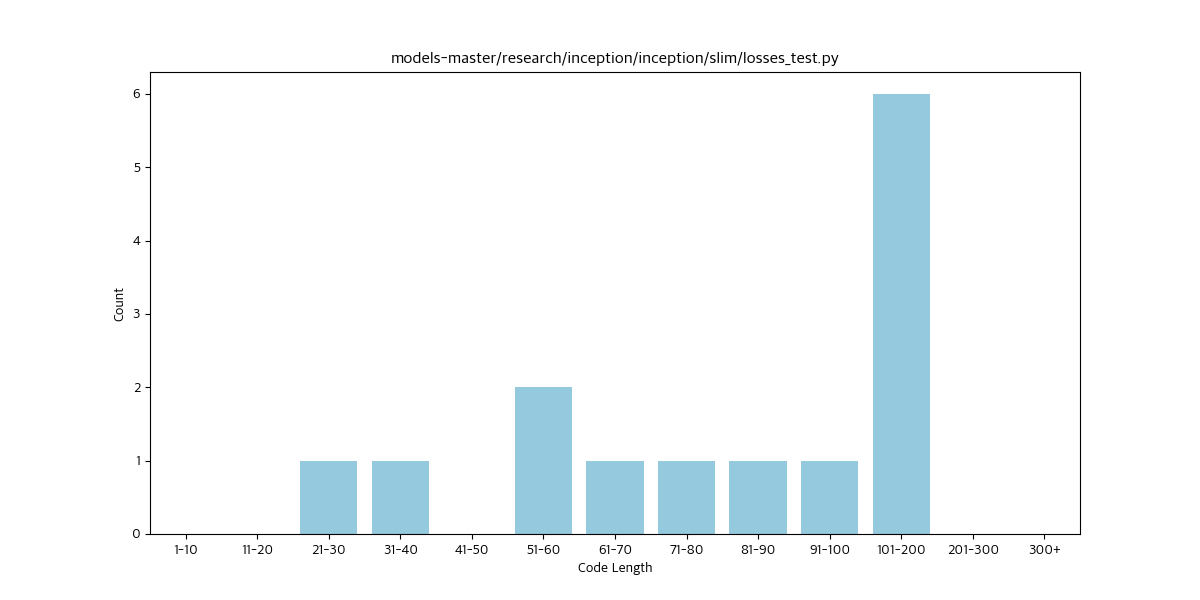 models-master/research/inception/inception/slim/losses_test.py
Count
6
5
4
3
2
1
0
1-10 11-20 21-30 31-40 41-50 51-60 61-70 71-80 81-90 91-100 101-200 201-300 300+
Code Length